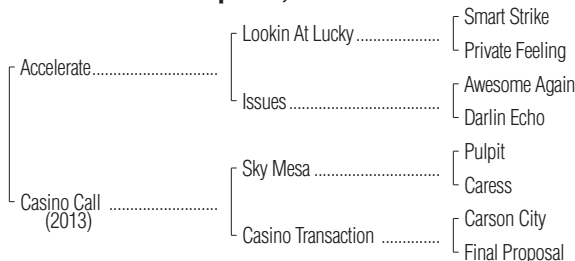 Smart Strike
Lookin At Lucky ....................
Private Feeling
Accelerate..............................
Awesome Again
Issues....................................
Darlin Echo
Pulpit
Sky Mesa ..............................
Caress
Casino Call ..........................
(2013)
Carson City
Casino Transaction ..............
Final Proposal